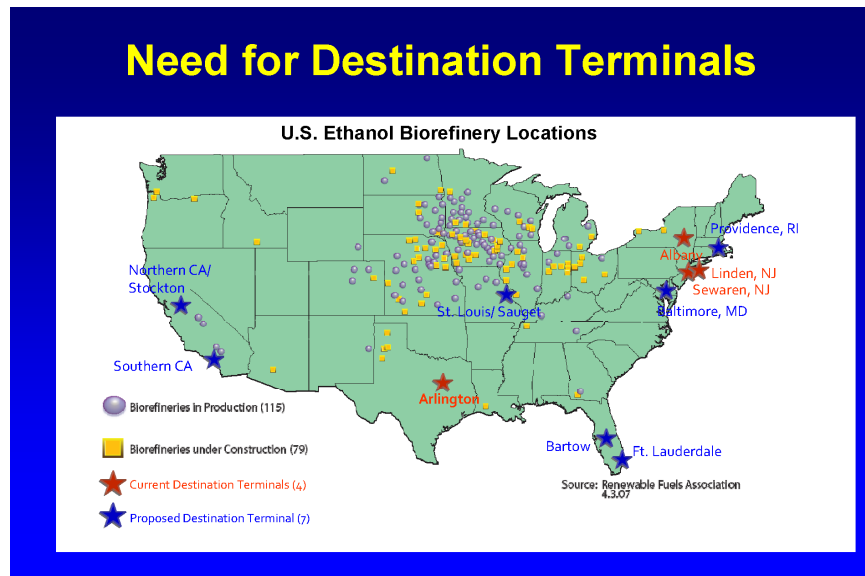 Need for Destination Terminals
U.S. Ethanol Biorefinery Locations
Providence, RI
Albany
Northern CA/
Stockton
Linden, NJ
Sewaren, NJ
St. Louis/ Sauget
Baltimore, MD
Southern CA
Arlington
Biorefineries in Production (115)
Biorefineries under Construction (79)
Bartow
Ft. Lauderdale
Current Destination Terminals (4)
Source: Renewable Fuels Association
4.3.07
Proposed Destination Terminal (7)